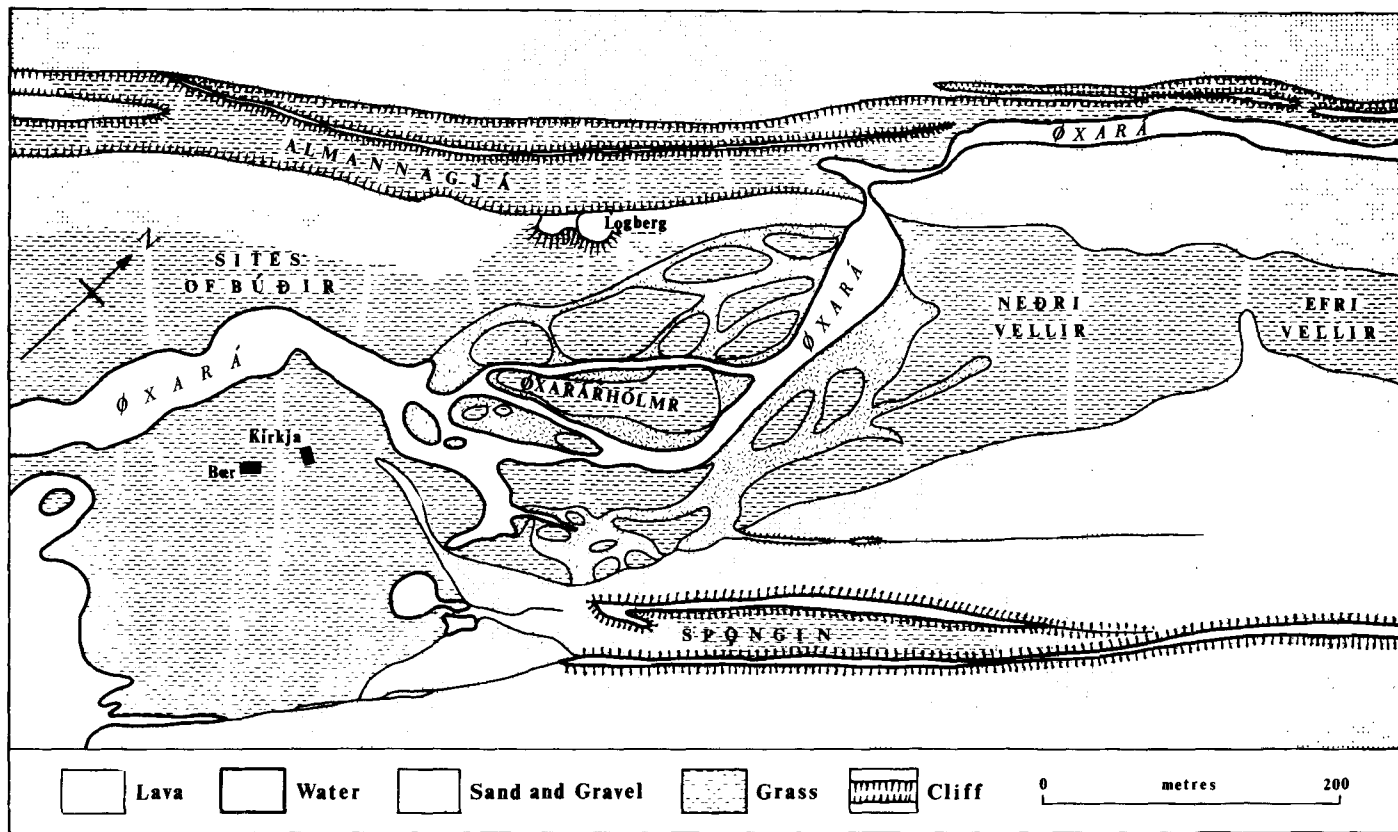 ØXARÁ
ALMANNAGJÁ
Logberg
N
SITES
OF BÚÐIR
ØXARÁ
NEÐRI
VELLIR
EFRI
VELLIR
ØXARÁ
ØXARÁRHÓLMR
Kirkja
Bær
SPǪNGIN
Lava
Water
Sand and Gravel
Grass
Cliff
0 metres 200